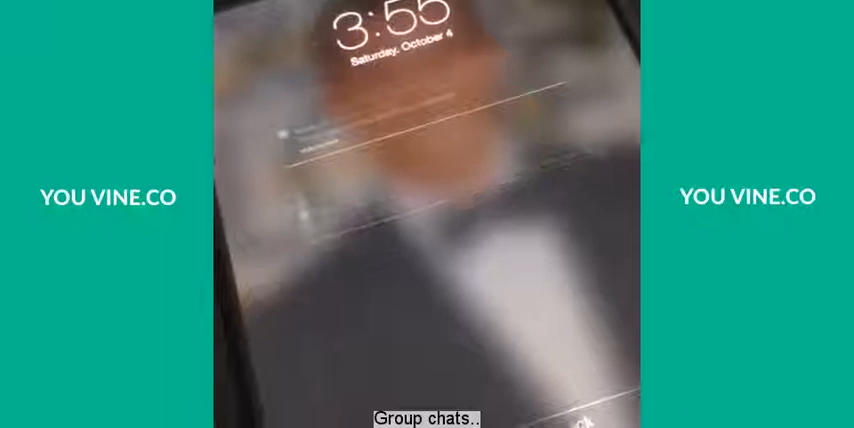 3:55
Saturday, October 4
YOU VINE.CO
YOU VINE.CO
Group chats..